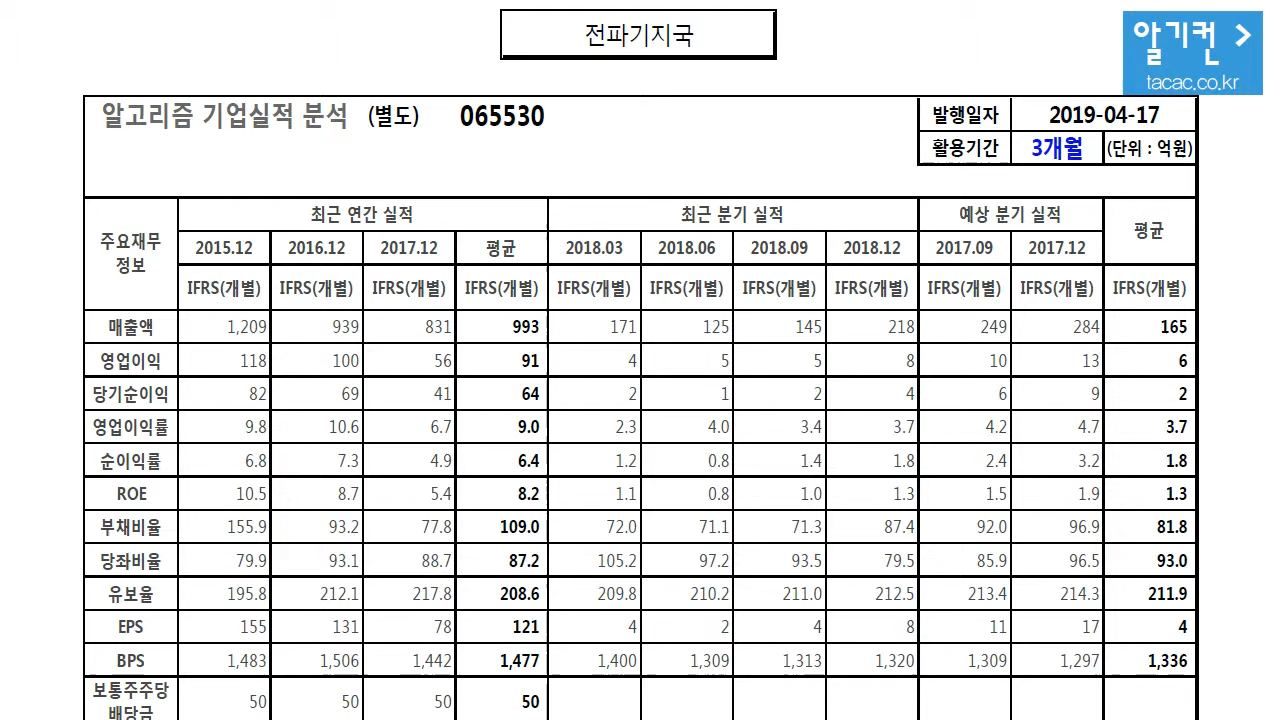 전파기지국
알기컨 >
tacac.co.kr
알고리즘 기업실적 분석 (별도) 065530 발행일자 2019-04-17
활용기간 3개월 (단위 : 억원)
주요재무 정보 최근 연간 실적 최근 분기 실적 예상 분기 실적 평균
2015.12 2016.12 2017.12 평균 2018.03 2018.06 2018.09 2018.12 2017.09 2017.12
IFRS(개별) IFRS(개별) IFRS(개별) IFRS(개별) IFRS(개별) IFRS(개별) IFRS(개별) IFRS(개별) IFRS(개별) IFRS(개별) IFRS(개별)
매출액 1,209 939 831 993 171 125 145 218 249 284 165
영업이익 118 100 56 91 4 5 5 8 10 13 6
당기순이익 82 69 41 64 2 1 2 4 6 9 2
영업이익률 9.8 10.6 6.7 9.0 2.3 4.0 3.4 3.7 4.2 4.7 3.7
순이익률 6.8 7.3 4.9 6.4 1.2 0.8 1.4 1.8 2.4 3.2 1.8
ROE 10.5 8.7 5.4 8.2 1.1 0.8 1.0 1.3 1.5 1.9 1.3
부채비율 155.9 93.2 77.8 109.0 72.0 71.1 71.3 87.4 92.0 96.9 81.8
당좌비율 79.9 93.1 88.7 87.2 105.2 97.2 93.5 79.5 85.9 96.5 93.0
유보율 195.8 212.1 217.8 208.6 209.8 210.2 211.0 212.5 213.4 214.3 211.9
EPS 155 131 78 121 4 2 4 8 11 17 4
BPS 1,483 1,506 1,442 1,477 1,400 1,309 1,313 1,320 1,309 1,297 1,336
보통주주당 배당금 50 50 50 50